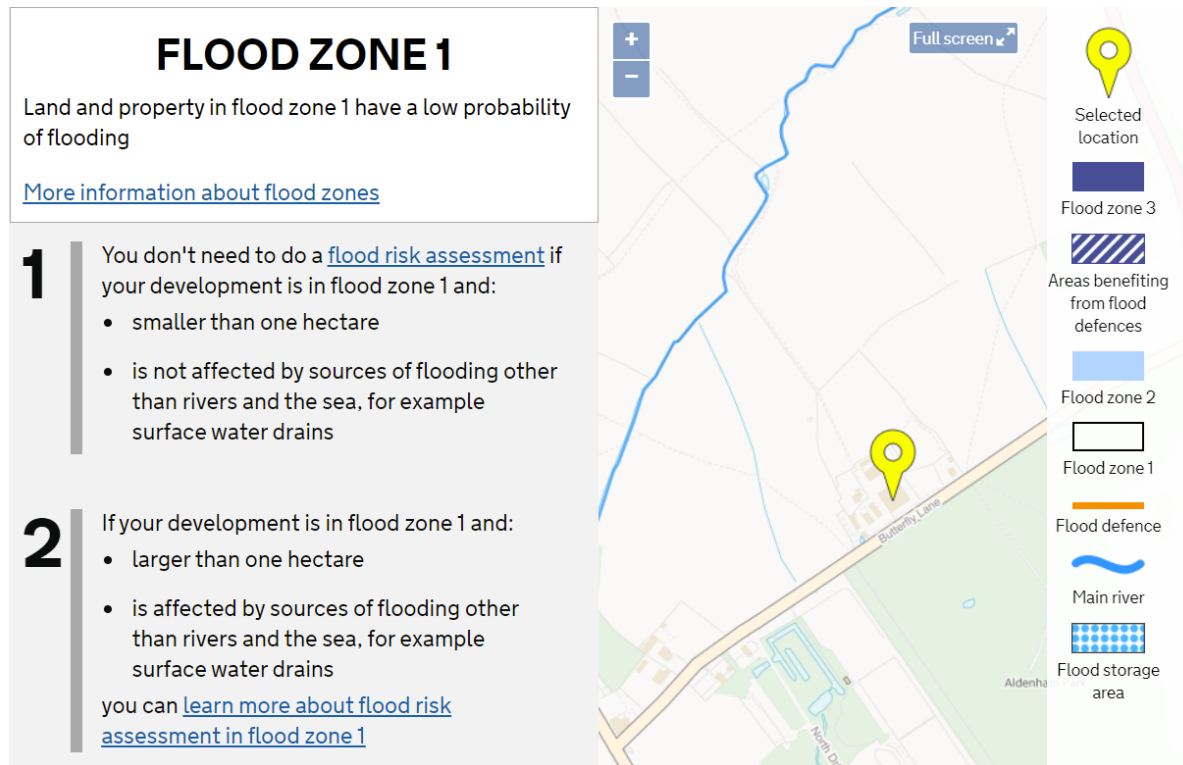 FLOOD ZONE 1
Land and property in flood zone 1 have a low probability
of flooding
More information about flood zones
1
You don't need to do a flood risk assessment if
your development is in flood zone 1 and:
• smaller than one hectare
• is not affected by sources of flooding other
than rivers and the sea, for example
surface water drains
2
If your development is in flood zone 1 and:
• larger than one hectare
• is affected by sources of flooding other
than rivers and the sea, for example
surface water drains
you can learn more about flood risk
assessment in flood zone 1
+
−
Full screen
Butterfly Lane
North
Selected
location
Flood zone 3
Areas benefiting
from flood
defences
Flood zone 2
Flood zone 1
Flood defence
Main river
Flood storage
area